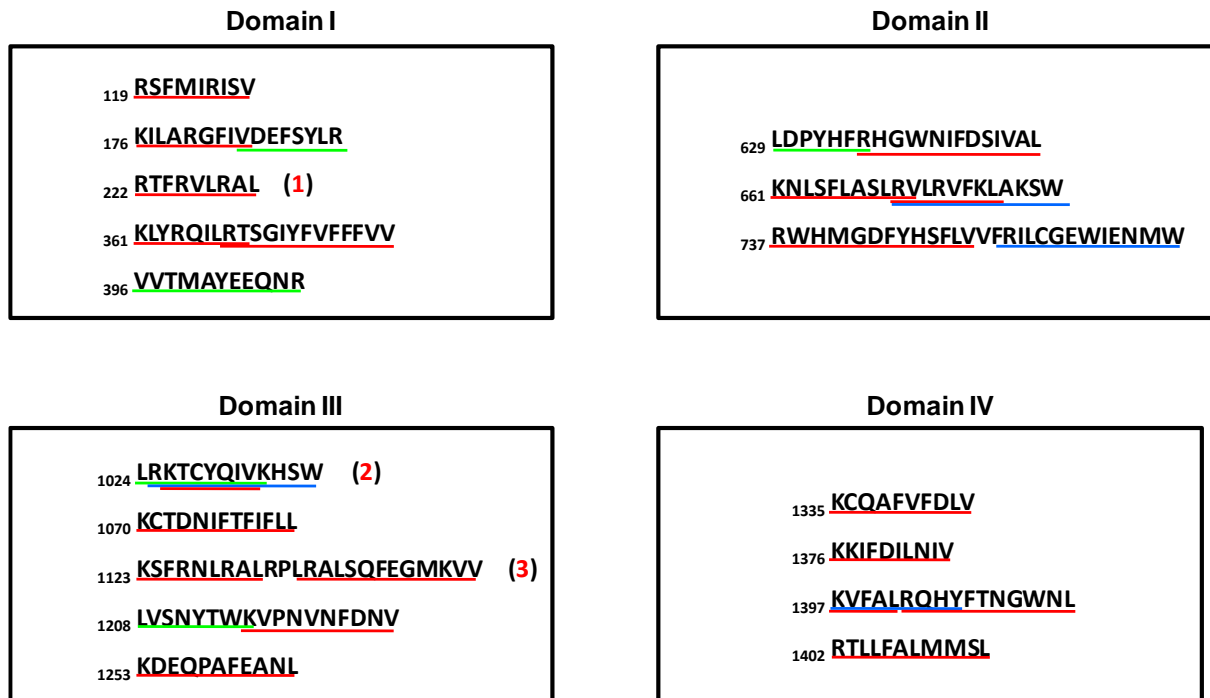 Domain I
119 RSFMIRISV
176 KILARGFIVDEFSYLR
222 RTFRVLRAL (1)
361 KLYRQILRTSGIYFVFFFVV
396 VVTMAYEEQNR
Domain II
629 LDPYHFRHGWNIFDSIVAL
661 KNLSFLASLRVLRVFKLAKSW
737 RWHMGDFYHSFLVVFRILCGEWIENMW
Domain III
1024 LRKTCYQIVKHSW (2)
1070 KCTDNIFTFIFLL
1123 KSFRNLRALRPLRALSQFEGMKVV (3)
1208 LVSNYTWKVPNVNFDNV
1253 KDEQPAFEANL
Domain IV
1335 KCQAFVFDLV
1376 KKIFDILNIV
1397 KVFALRQHYFTNGWNL
1402 RTLLFALMMSL